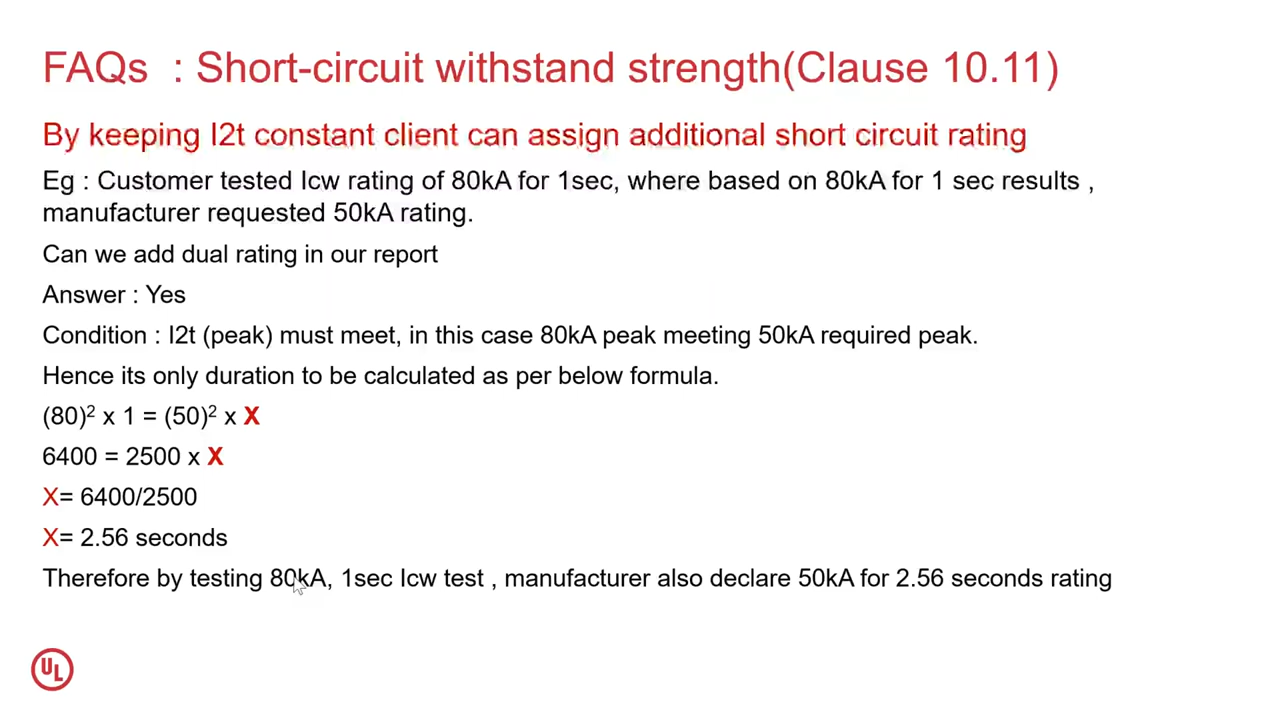 FAQs : Short-circuit withstand strength(Clause 10.11)
By keeping I2t constant client can assign additional short circuit rating
Eg : Customer tested Icw rating of 80kA for 1sec, where based on 80kA for 1 sec results ,
manufacturer requested 50kA rating.
Can we add dual rating in our report
Answer : Yes
Condition : I2t (peak) must meet, in this case 80kA peak meeting 50kA required peak.
Hence its only duration to be calculated as per below formula.
(80)² x 1 = (50)² x X
6400 = 2500 x X
X= 6400/2500
X= 2.56 seconds
Therefore by testing 80kA, 1sec Icw test , manufacturer also declare 50kA for 2.56 seconds rating
UL